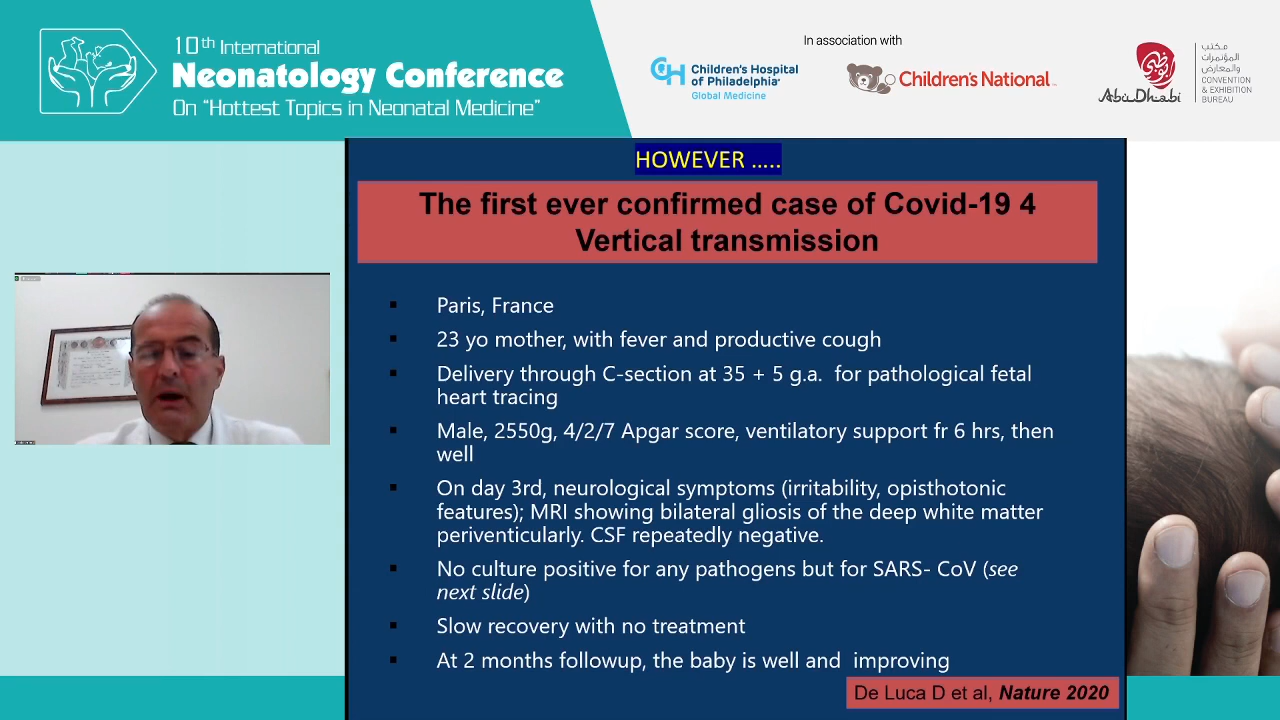 10th International
Neonatology Conference
On "Hottest Topics in Neonatal Medicine"
In association with
Children's Hospital
of Philadelphia
Global Medicine
Children's National
أبوظبي
Abu Dhabi
مكتب
المؤتمرات
والمعارض
CONVENTION
& EXHIBITION
BUREAU
HOWEVER .....
The first ever confirmed case of Covid-19 4
Vertical transmission
Paris, France
23 yo mother, with fever and productive cough
Delivery through C-section at 35 + 5 g.a. for pathological fetal
heart tracing
Male, 2550g, 4/2/7 Apgar score, ventilatory support fr 6 hrs, then
well
On day 3rd, neurological symptoms (irritability, opisthotonic
features); MRI showing bilateral gliosis of the deep white matter
periventicularly. CSF repeatedly negative.
No culture positive for any pathogens but for SARS- CoV (see
next slide)
Slow recovery with no treatment
At 2 months followup, the baby is well and improving
De Luca D et al, Nature 2020